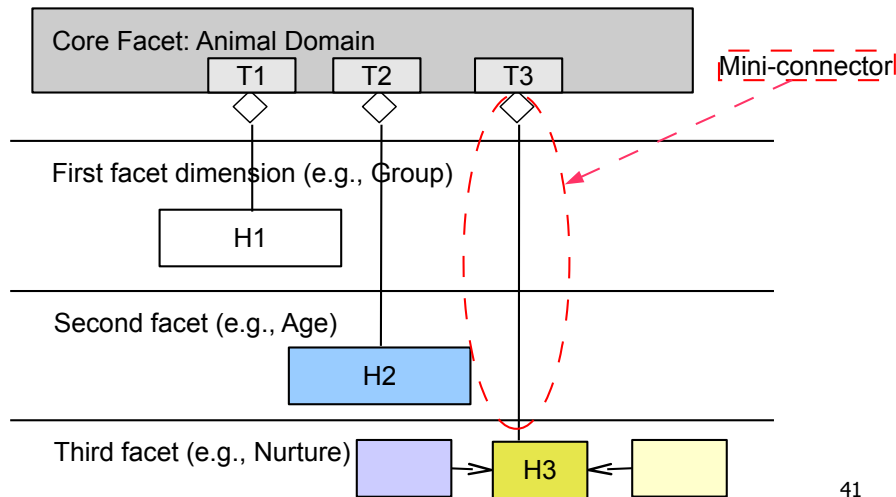 Core Facet: Animal Domain
T1
T2
T3
Mini-connector
First facet dimension (e.g., Group)
H1
Second facet (e.g., Age)
H2
Third facet (e.g., Nurture)
H3
41